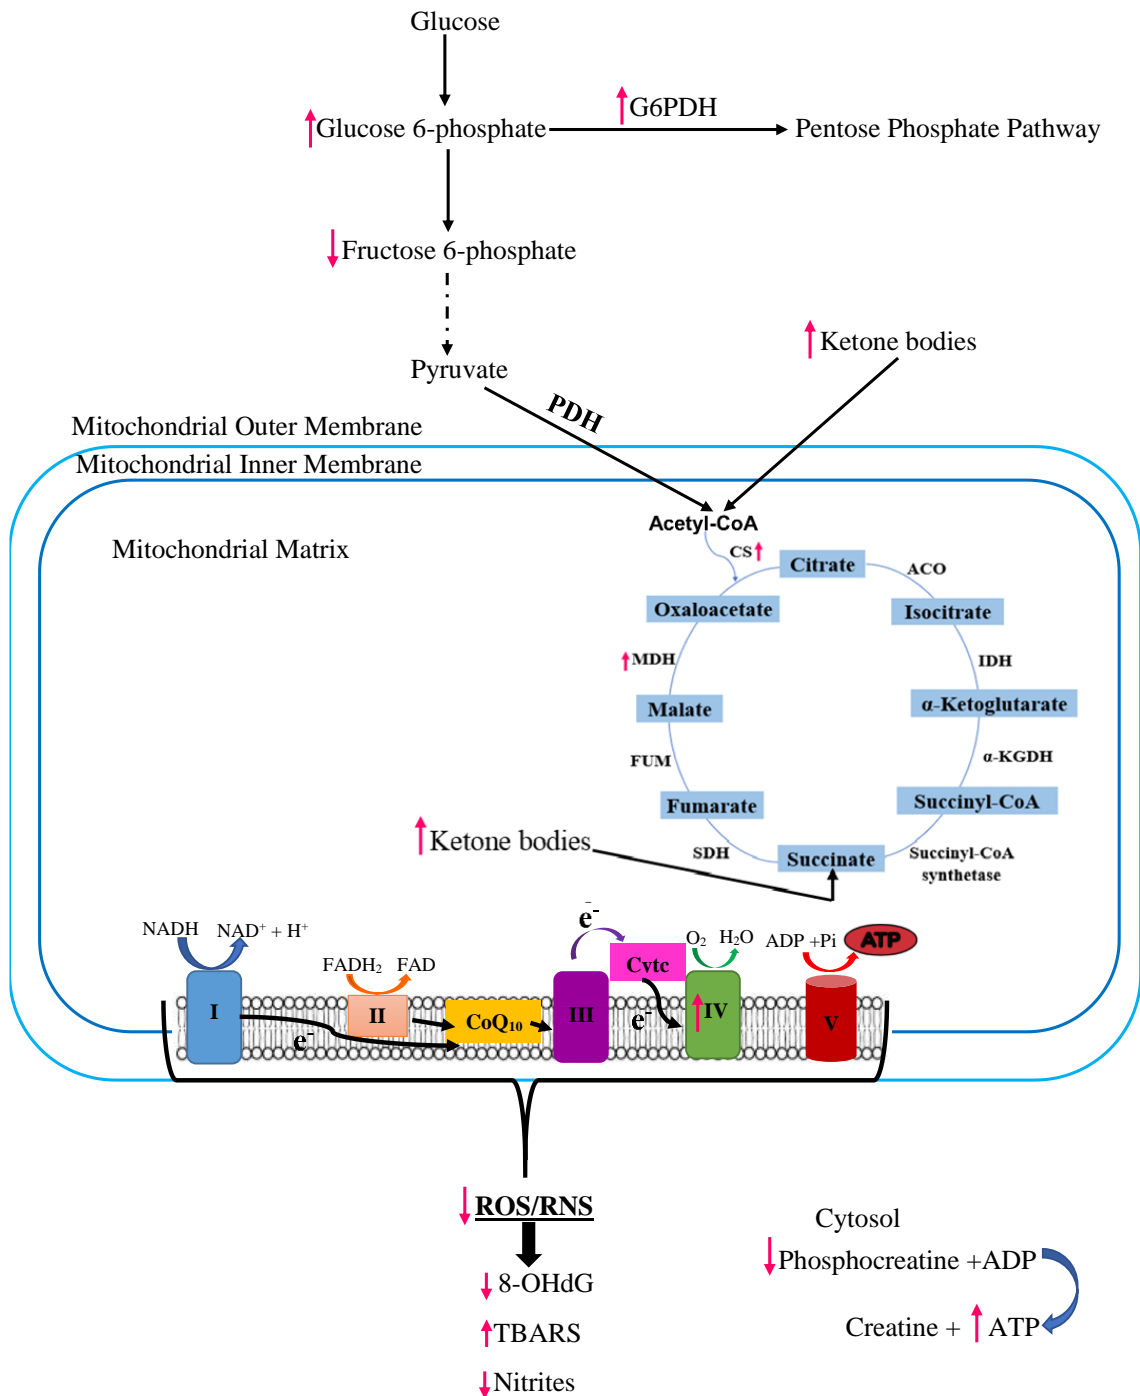 Glucose
G6PDH
Glucose 6-phosphate
Pentose Phosphate Pathway
Fructose 6-phosphate
Ketone bodies
Pyruvate
PDH
Mitochondrial Outer Membrane
Mitochondrial Inner Membrane
Acetyl-CoA
Mitochondrial Matrix
CS
Citrate
ACO
Oxaloacetate
Isocitrate
MDH
IDH
Malate
α-Ketoglutarate
FUM
α-KGDH
Fumarate
Succinyl-CoA
Ketone bodies
SDH
Succinate
Succinyl-CoA
synthetase
NADH
NAD⁺ + H⁺
FADH₂
FAD
e⁻
O₂
H₂O
ADP +Pi
ATP
Cytc
I
II
CoQ₁₀
III
e⁻
IV
V
e⁻
ROS/RNS
8-OHdG
TBARS
Nitrites
Cytosol
Phosphocreatine +ADP
Creatine + ATP